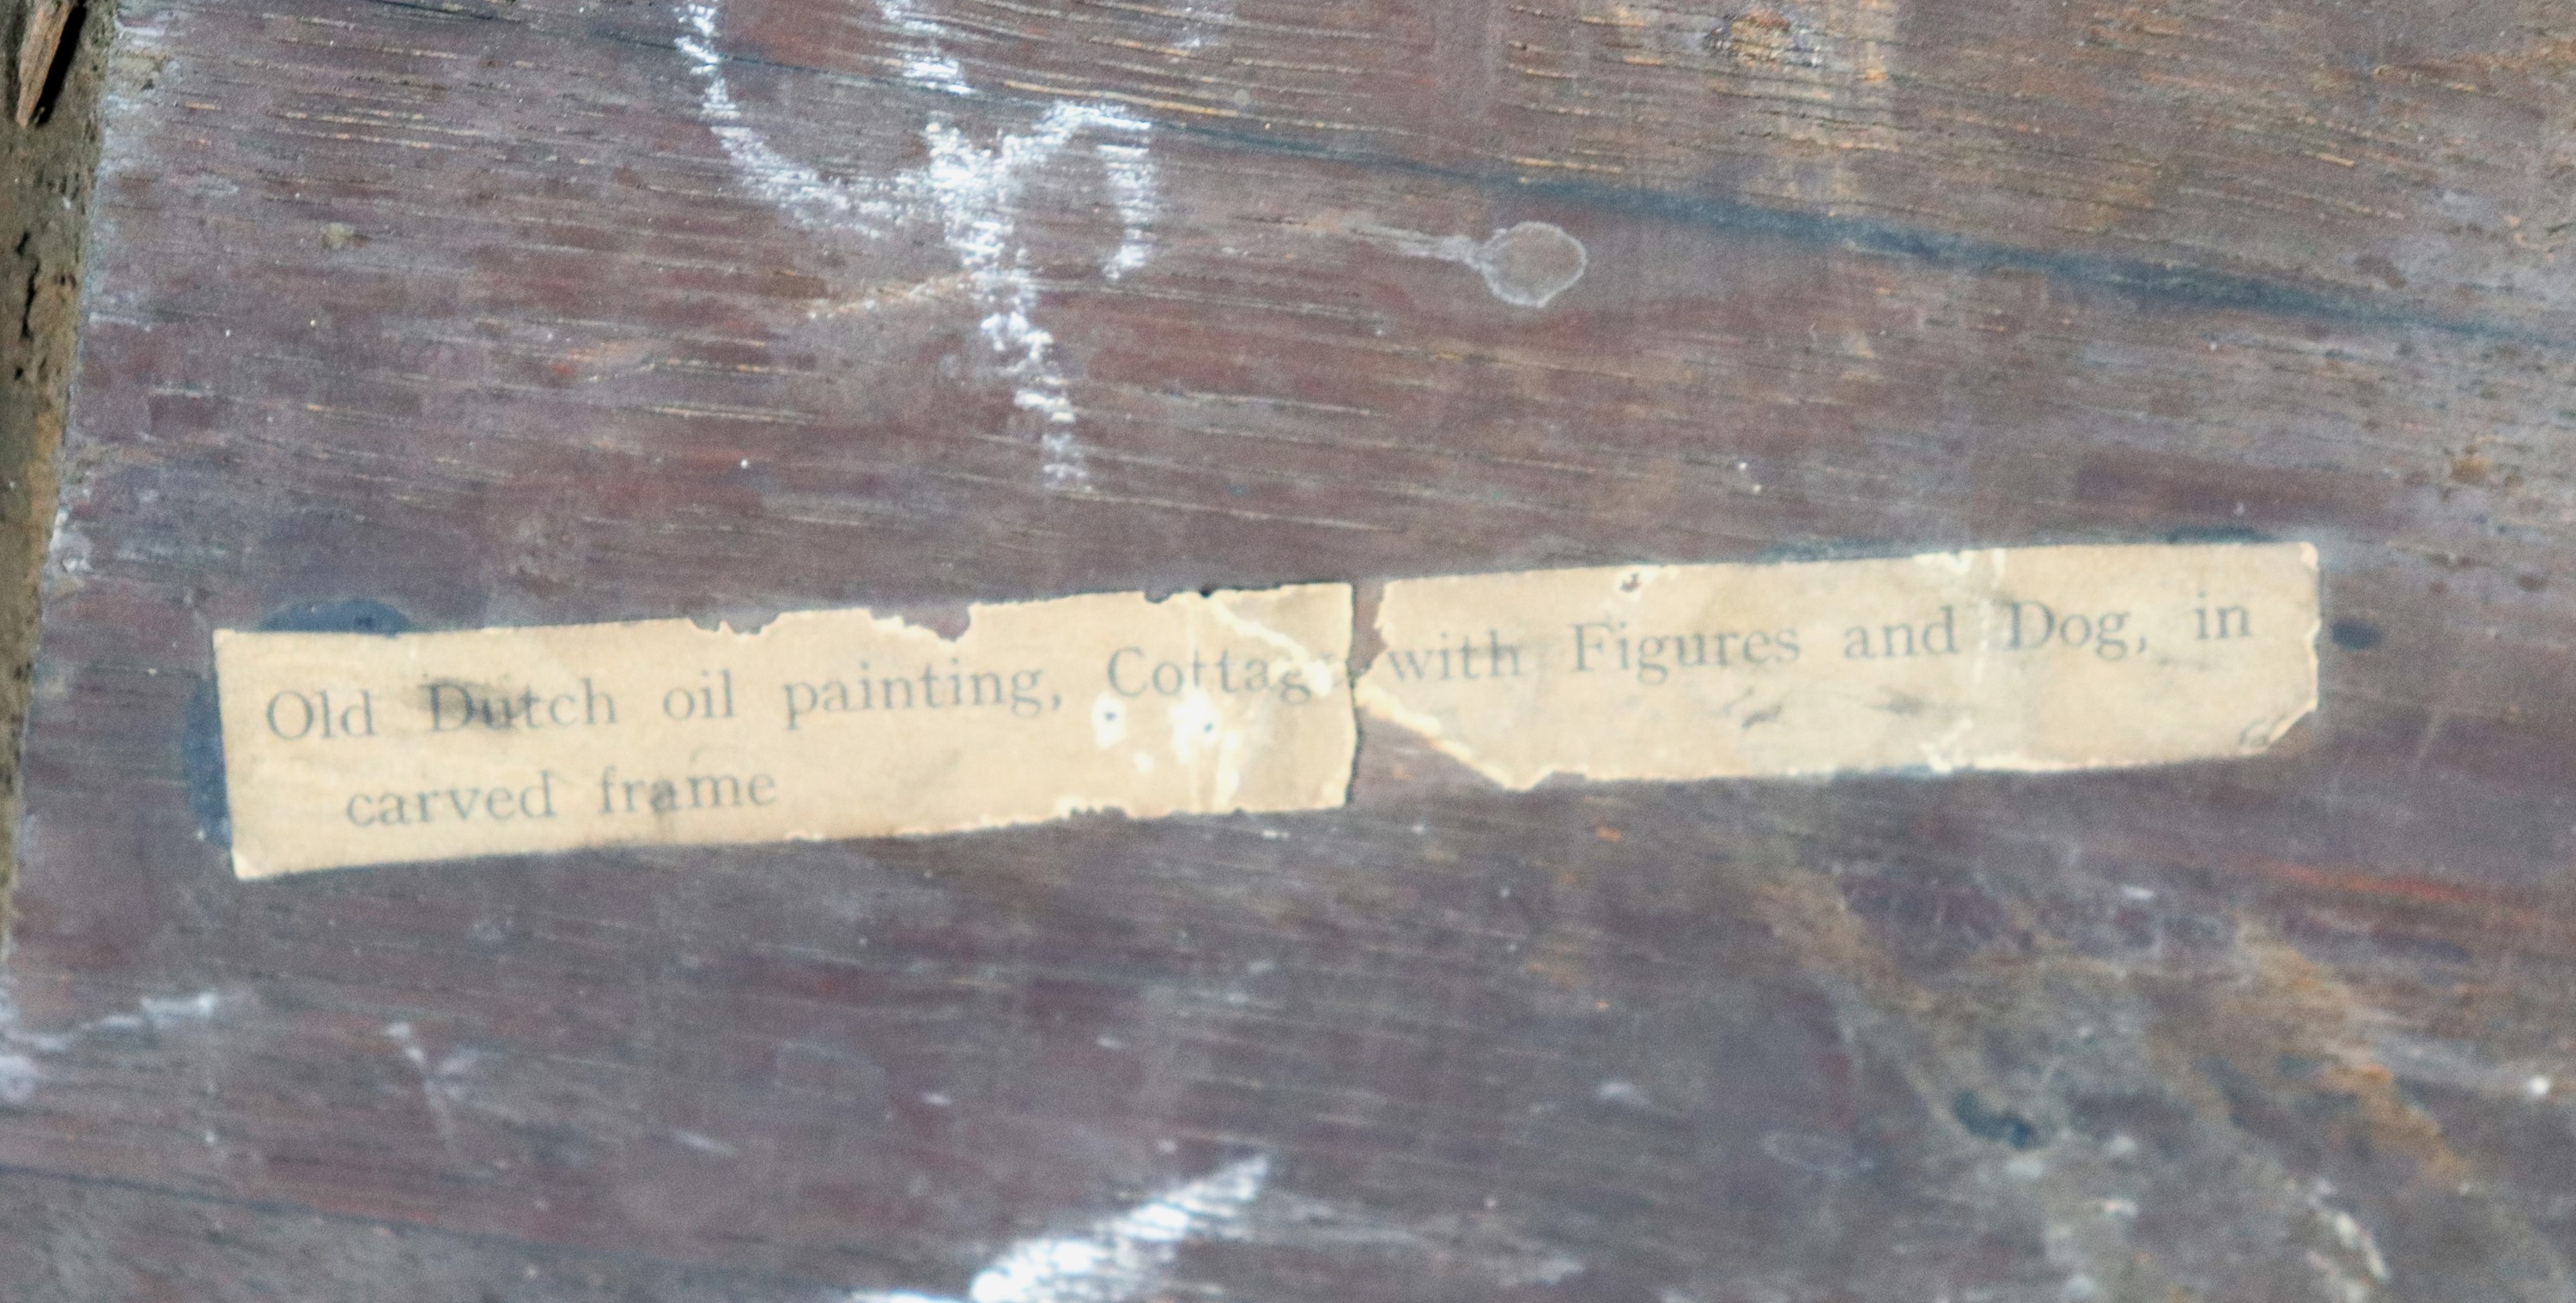 Old Dutch oil painting, Cottage with Figures and Dog, in
carved frame